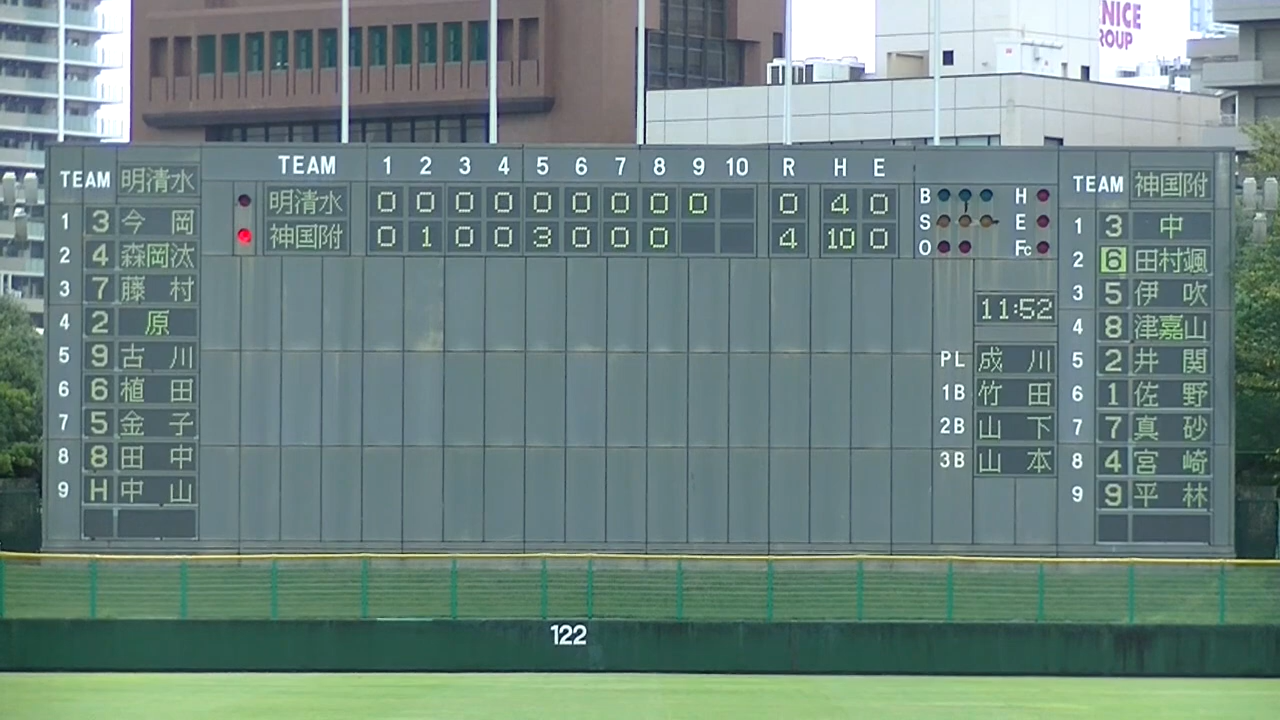 NICE
ROUP
TEAM 明清水
1 3 今岡
2 4 森岡汰
3 7 藤村
4 2 原
5 9 古川
6 6 植田
7 5 金子
8 8 田中
9 H 中山
TEAM 1 2 3 4 5 6 7 8 9 10 R H E
明清水 0 0 0 0 0 0 0 0 0 0 4 0
神国附 0 1 0 0 3 0 0 0 4 10 0
B H
S E
O Fc
11:52
PL 成川
1B 竹田
2B 山下
3B 山本
TEAM 神国附
1 3 中
2 6 田村颯
3 5 伊吹
4 8 津嘉山
5 2 井関
6 1 佐野
7 7 真砂
8 4 宮崎
9 9 平林
122